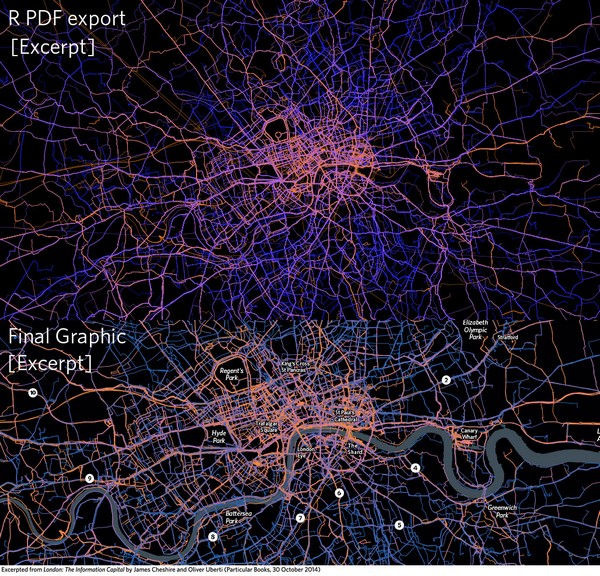 R PDF export
[Excerpt]
Final Graphic
[Excerpt]
Elizabeth
Olympic
Park
Stratford
King's Cross
St Pancras
Regent's
Park
2
10
St Paul's
Cathedral
Trafalgar
Square
Hyde
Park
Canary
Wharf
London
Eye
The
Shard
4
9
6
Greenwich
Park
Battersea
Park
7
5
8
Excerpted from London: The Information Capital by James Cheshire and Oliver Uberti (Particular Books, 30 October 2014)